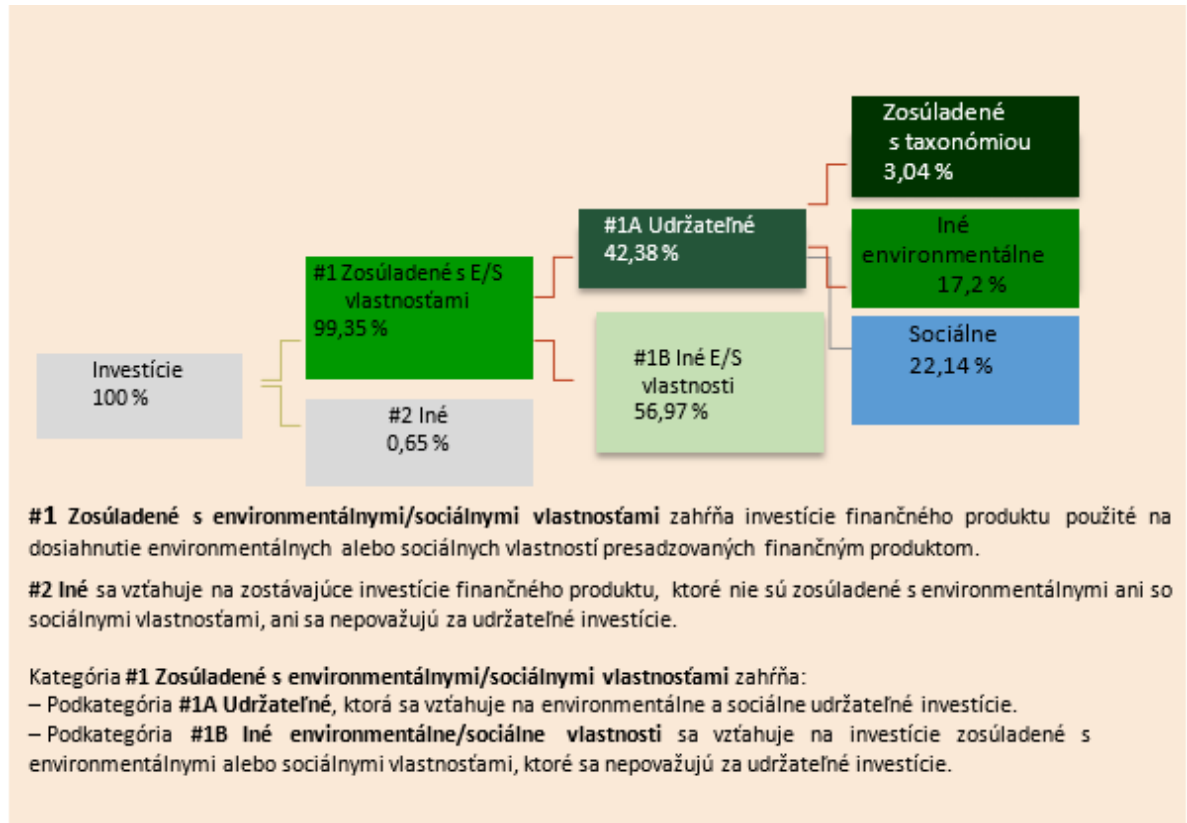 Investície
100 %
#1 Zosúladené s E/S
vlastnosťami
99,35 %
#2 Iné
0,65 %
#1A Udržateľné
42,38 %
#1B Iné E/S
vlastnosti
56,97 %
Zosúladené
s taxonómiou
3,04 %
Iné
environmentálne
17,2 %
Sociálne
22,14 %
#1 Zosúladené s environmentálnymi/sociálnymi vlastnosťami zahŕňa investície finančného produktu použité na
dosiahnutie environmentálnych alebo sociálnych vlastností presadzovaných finančným produktom.
#2 Iné sa vzťahuje na zostávajúce investície finančného produktu, ktoré nie sú zosúladené s environmentálnymi ani so
sociálnymi vlastnosťami, ani sa nepovažujú za udržateľné investície.
Kategória #1 Zosúladené s environmentálnymi/sociálnymi vlastnosťami zahŕňa:
– Podkategória #1A Udržateľné, ktorá sa vzťahuje na environmentálne a sociálne udržateľné investície.
– Podkategória #1B Iné environmentálne/sociálne vlastnosti sa vzťahuje na investície zosúladené s
environmentálnymi alebo sociálnymi vlastnosťami, ktoré sa nepovažujú za udržateľné investície.